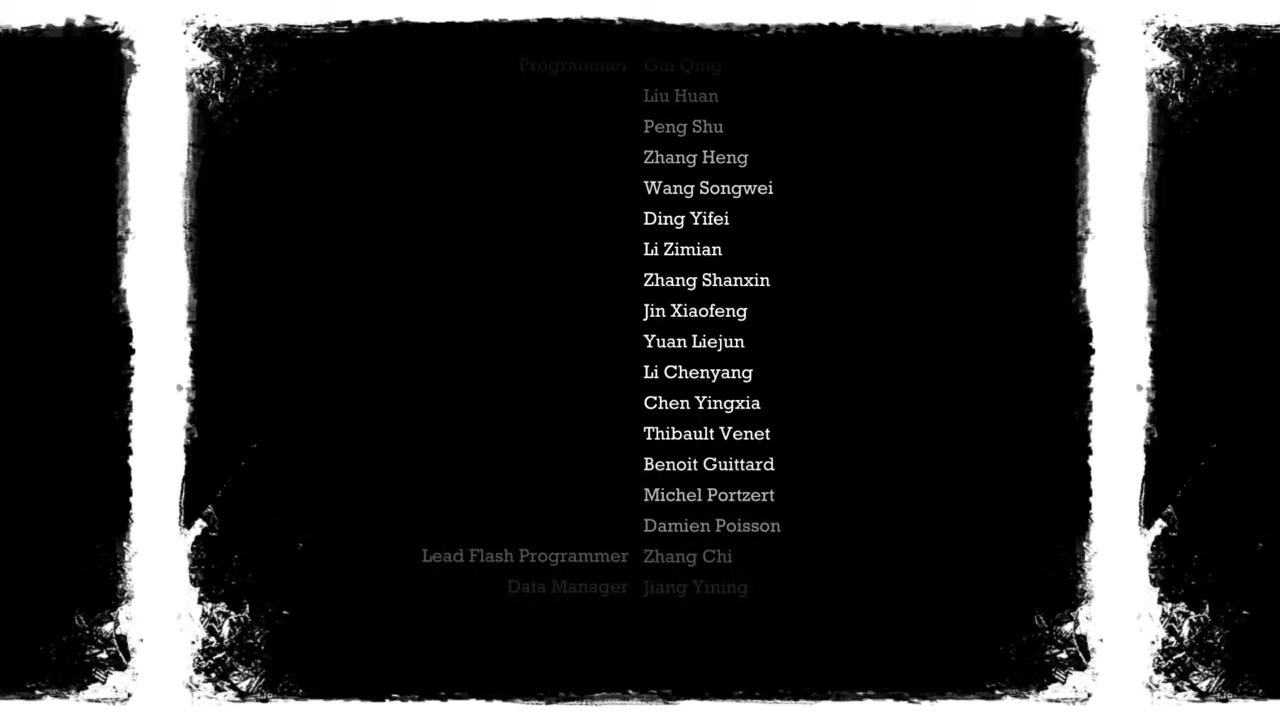 Programmer Gin Qing
Liu Huan
Peng Shu
Zhang Heng
Wang Songwei
Ding Yifei
Li Zimian
Zhang Shanxin
Jin Xiaofeng
Yuan Liejun
Li Chenyang
Chen Yingxia
Thibault Venet
Benoit Guittard
Michel Portzert
Damien Poisson
Lead Flash Programmer Zhang Chi
Data Manager Jiang Yining